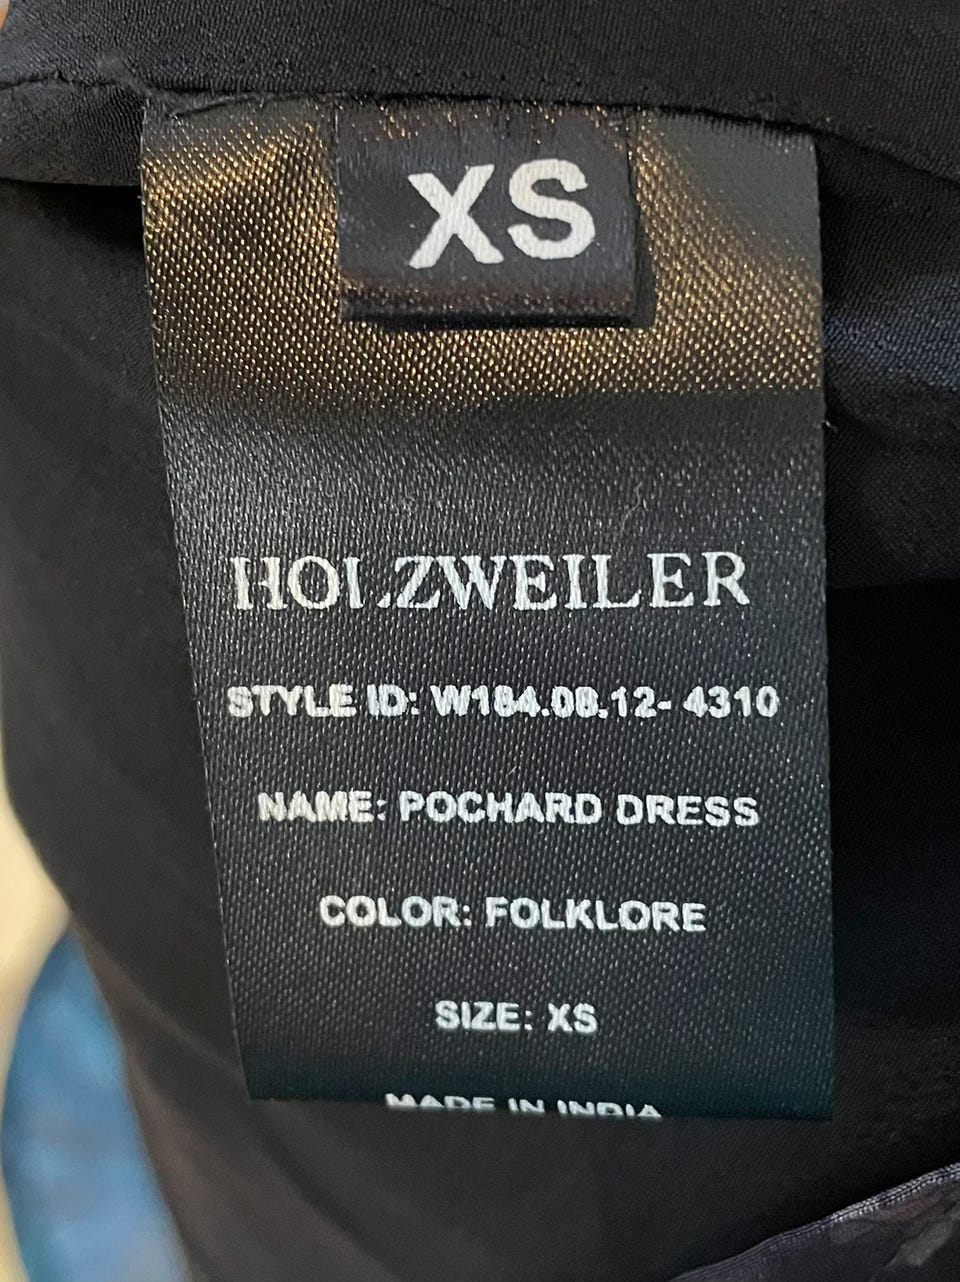 XS
HOLZWEILER
STYLE ID: W184.08.12- 4310
NAME: POCHARD DRESS
COLOR: FOLKLORE
SIZE: XS
MADE IN INDIA